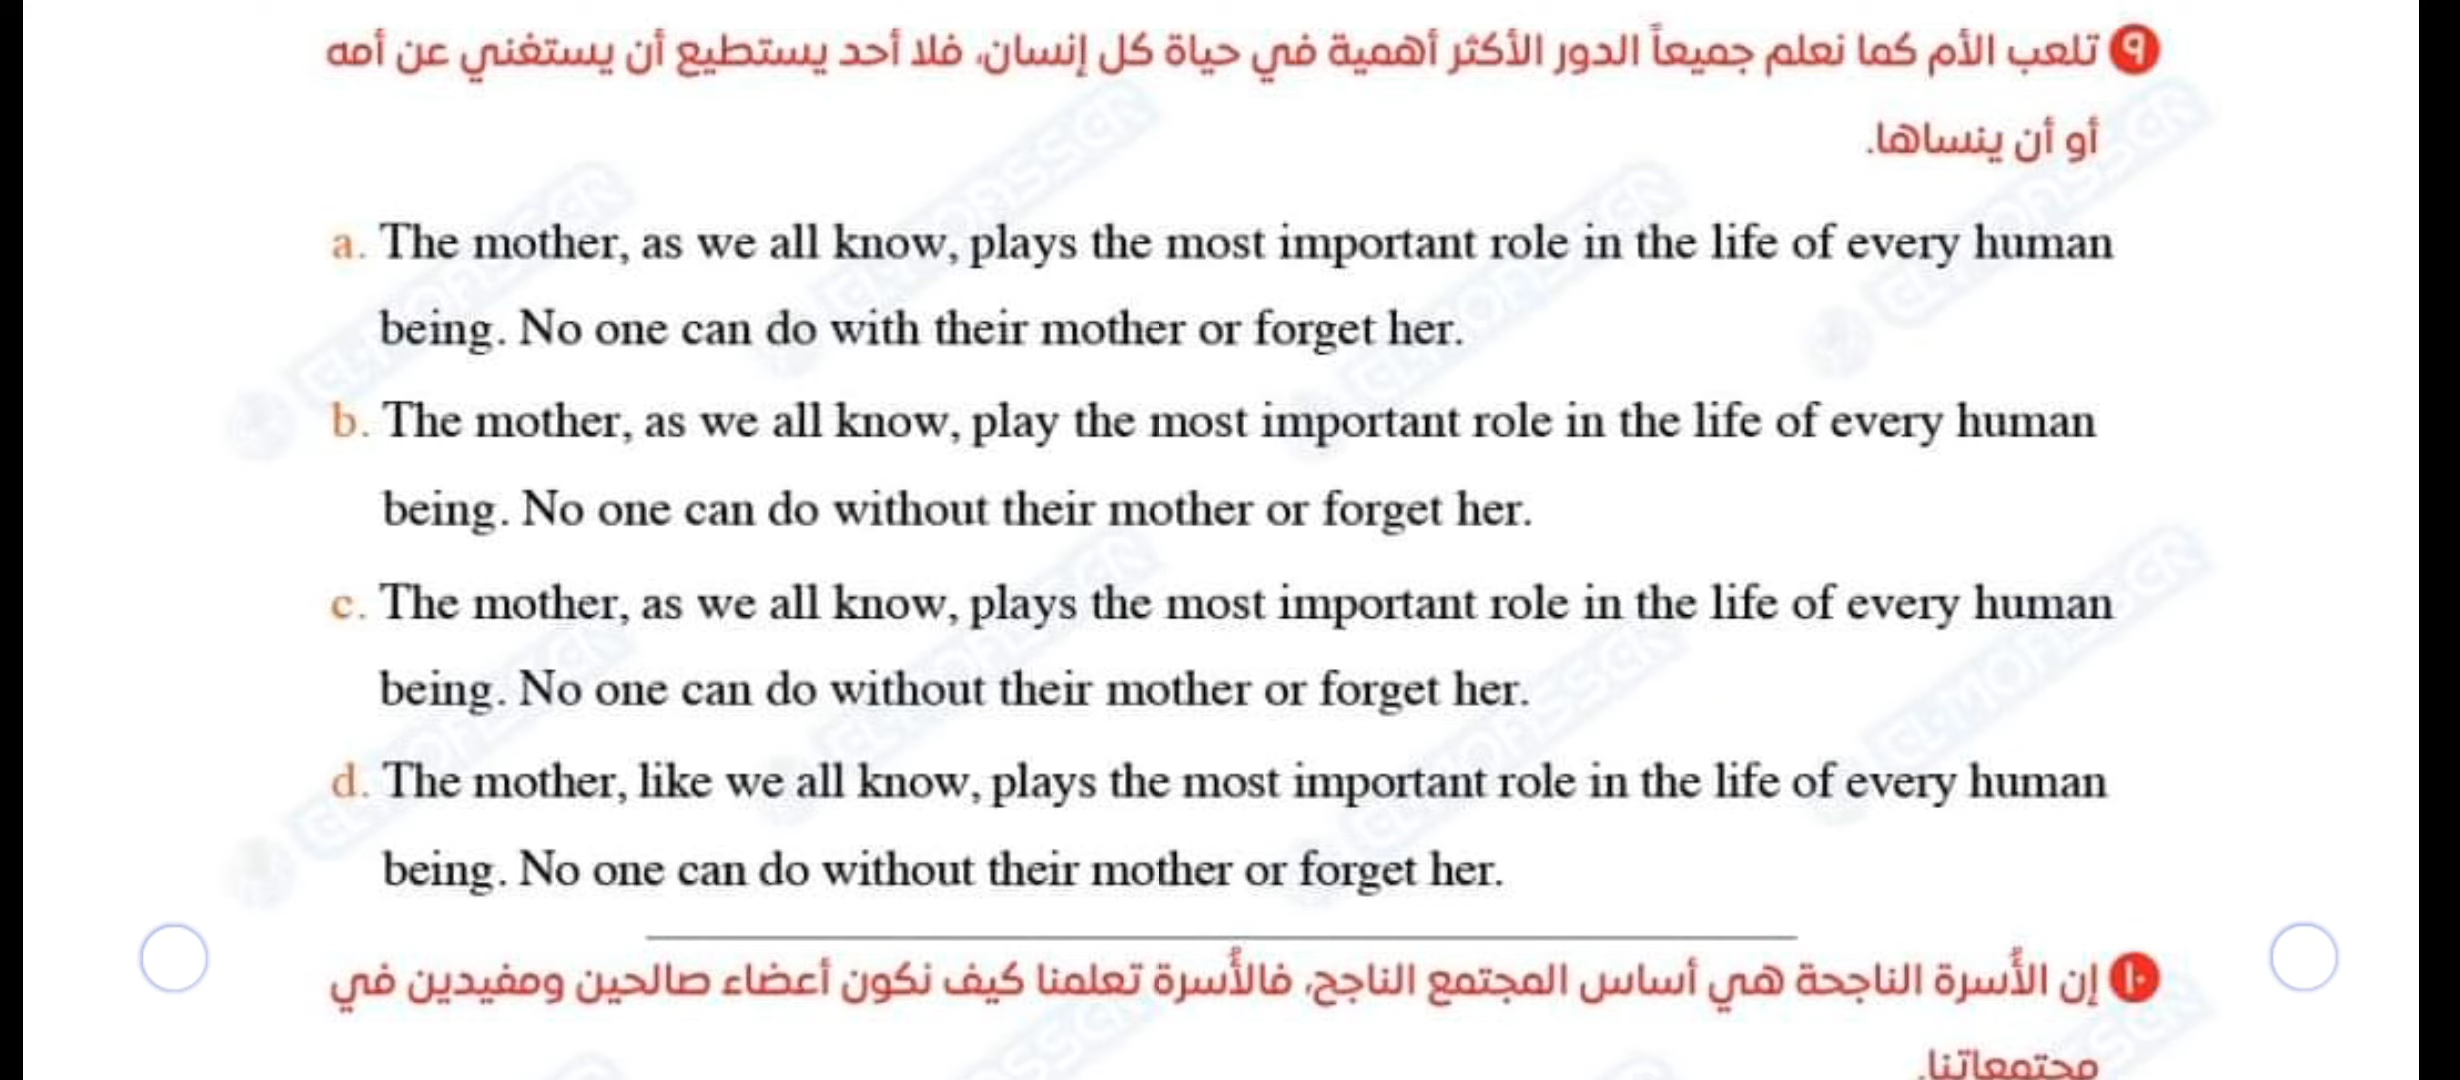 ٩ تلعب الأم كما نعلم جميعاً الدور الأكثر أهمية في حياة كل إنسان، فلا أحد يستطيع أن يستغني عن أمه
أو أن ينساها.
a. The mother, as we all know, plays the most important role in the life of every human
being. No one can do with their mother or forget her.
b. The mother, as we all know, play the most important role in the life of every human
being. No one can do without their mother or forget her.
c. The mother, as we all know, plays the most important role in the life of every human
being. No one can do without their mother or forget her.
d. The mother, like we all know, plays the most important role in the life of every human
being. No one can do without their mother or forget her.
١٠ إن الأُسرة الناجحة هي أساس المجتمع الناجح، فالأُسرة تعلمنا كيف نكون أعضاء صالحين ومفيدين في
مجتمعاتنا.